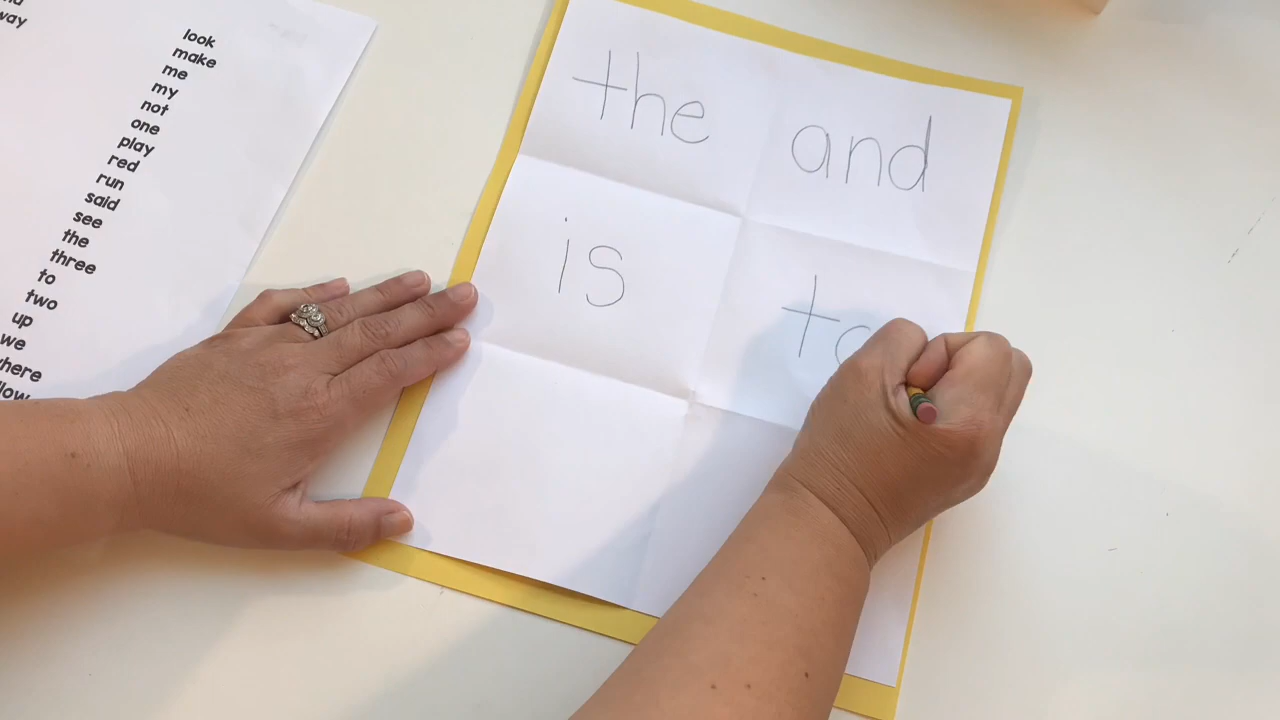 way
look
make
me
my
not
one
play
red
run
said
see
the
three
to
two
up
we
the and
is